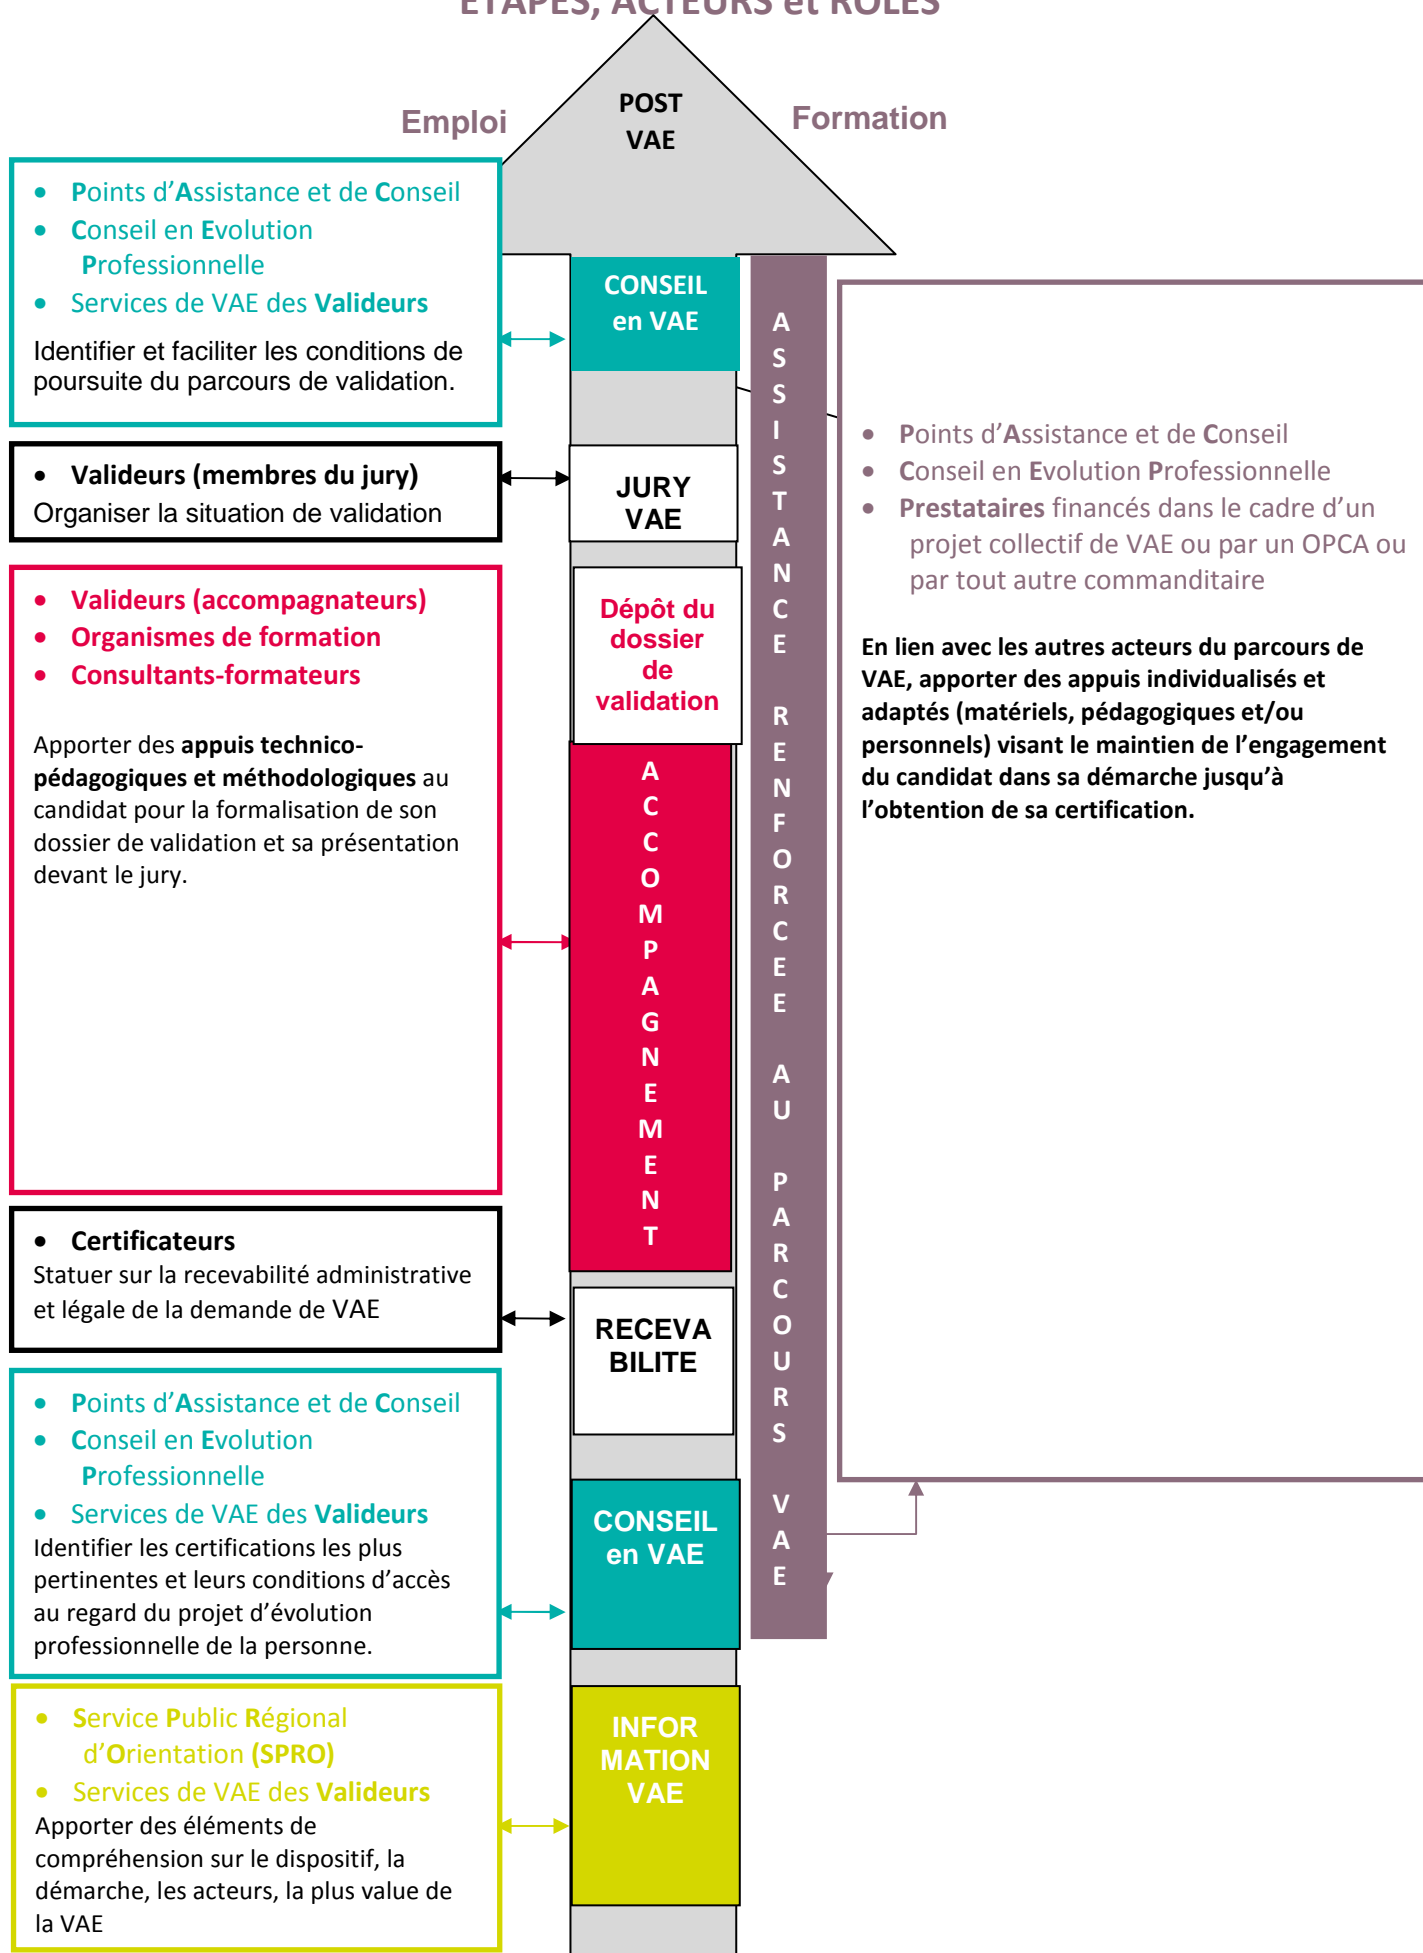 ETAPES, ACTEURS et ROLES
Emploi
POST
VAE
Formation
• Points d’Assistance et de Conseil
• Conseil en Evolution
Professionnelle
• Services de VAE des Valideurs
Identifier et faciliter les conditions de
poursuite du parcours de validation.
CONSEIL
en VAE
• Valideurs (membres du jury)
Organiser la situation de validation
JURY
VAE
• Valideurs (accompagnateurs)
• Organismes de formation
• Consultants-formateurs
Apporter des appuis technico-
pédagogiques et méthodologiques au
candidat pour la formalisation de son
dossier de validation et sa présentation
devant le jury.
Dépôt du
dossier
de
validation
A
C
C
O
M
P
A
G
N
E
M
E
N
T
• Certificateurs
Statuer sur la recevabilité administrative
et légale de la demande de VAE
RECEVA
BILITE
• Points d’Assistance et de Conseil
• Conseil en Evolution
Professionnelle
• Services de VAE des Valideurs
Identifier les certifications les plus
pertinentes et leurs conditions d’accès
au regard du projet d’évolution
professionnelle de la personne.
CONSEIL
en VAE
• Service Public Régional
d’Orientation (SPRO)
• Services de VAE des Valideurs
Apporter des éléments de
compréhension sur le dispositif, la
démarche, les acteurs, la plus value de
la VAE
INFOR
MATION
VAE
A
S
S
I
S
T
A
N
C
E
R
E
N
F
O
R
C
E
E
A
U
P
A
R
C
O
U
R
S
V
A
E
• Points d’Assistance et de Conseil
• Conseil en Evolution Professionnelle
• Prestataires financés dans le cadre d’un
projet collectif de VAE ou par un OPCA ou
par tout autre commanditaire
En lien avec les autres acteurs du parcours de
VAE, apporter des appuis individualisés et
adaptés (matériels, pédagogiques et/ou
personnels) visant le maintien de l’engagement
du candidat dans sa démarche jusqu’à
l’obtention de sa certification.